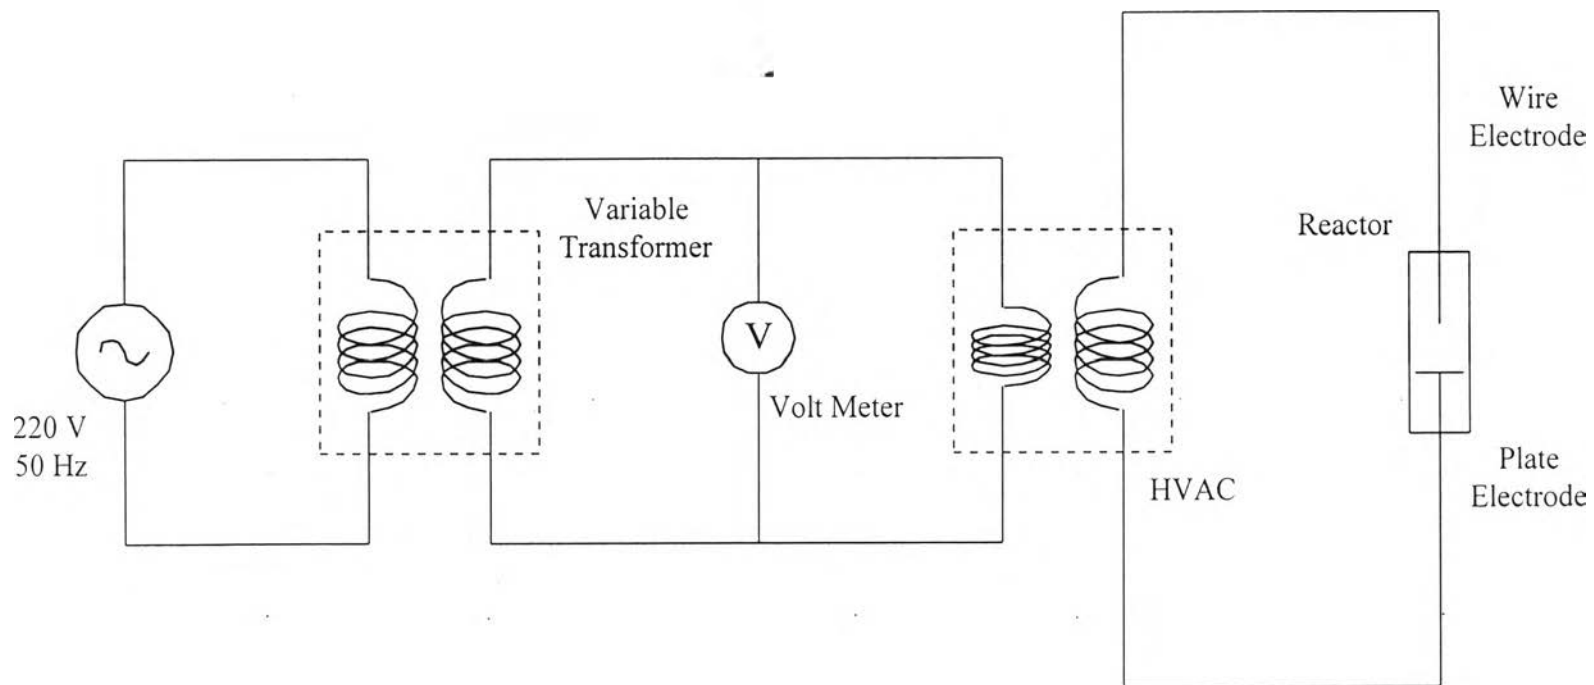 Wire
Electrode
Variable
Transformer
Reactor
V
Volt Meter
220 V
50 Hz
HVAC
Plate
Electrode